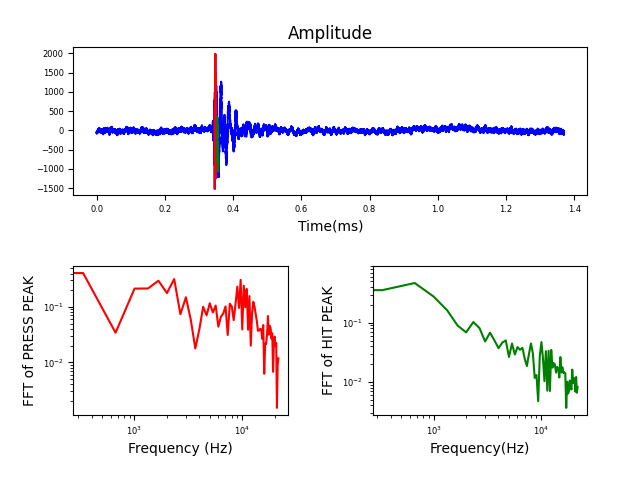 Amplitude
2000
1500
1000
500
0
−500
−1000
−1500
0.0 0.2 0.4 0.6 0.8 1.0 1.2 1.4
Time(ms)
FFT of PRESS PEAK
10⁻¹
10⁻²
10³ 10⁴
Frequency (Hz)
FFT of HIT PEAK
10⁻¹
10⁻²
10³ 10⁴
Frequency(Hz)